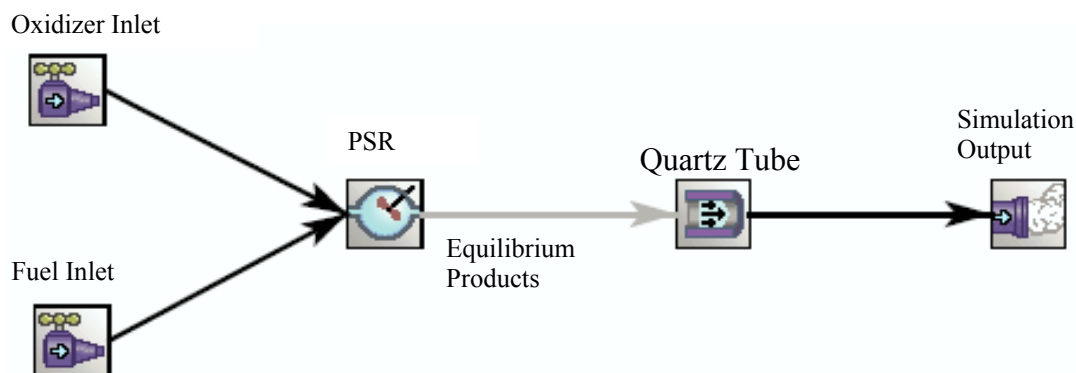 Oxidizer Inlet
PSR
Quartz Tube
Simulation
Output
Equilibrium
Products
Fuel Inlet